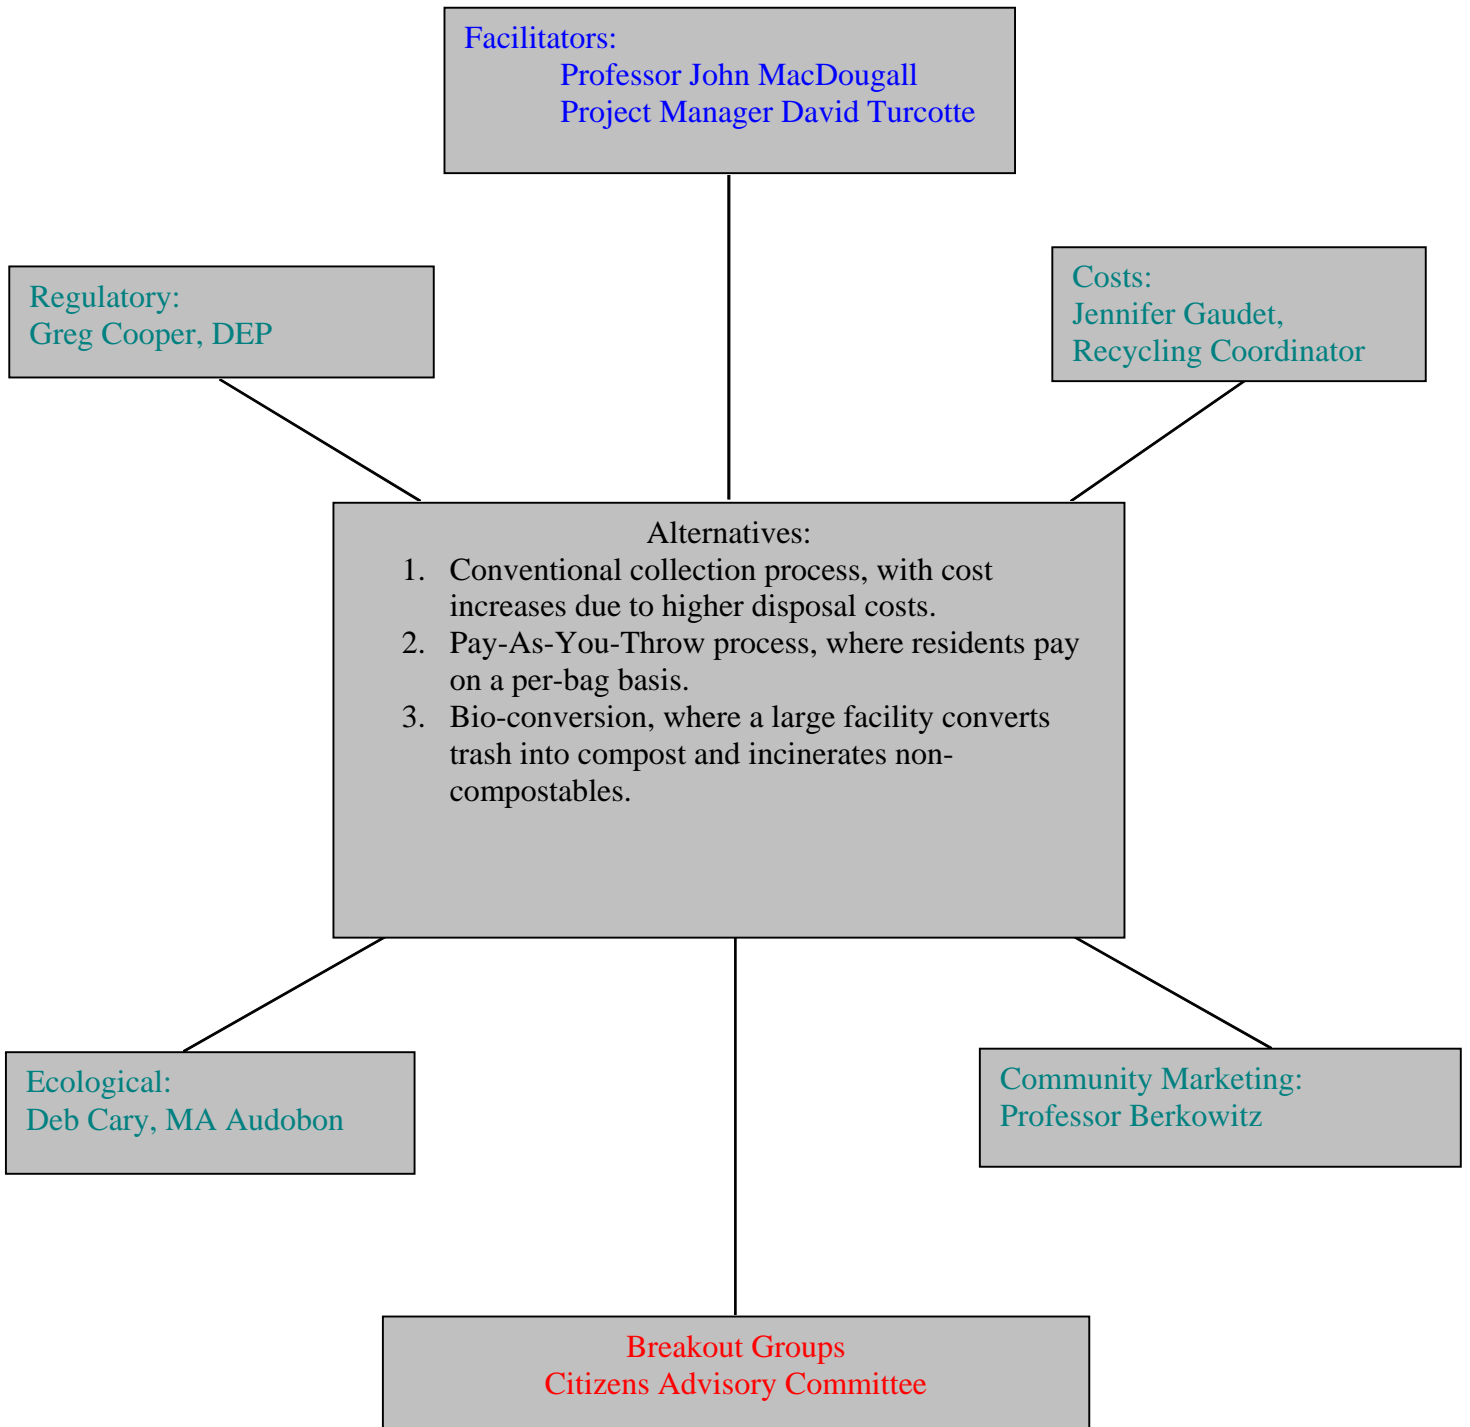 Facilitators:
Professor John MacDougall
Project Manager David Turcotte
Regulatory:
Greg Cooper, DEP
Costs:
Jennifer Gaudet,
Recycling Coordinator
Alternatives:
1. Conventional collection process, with cost
increases due to higher disposal costs.
2. Pay-As-You-Throw process, where residents pay
on a per-bag basis.
3. Bio-conversion, where a large facility converts
trash into compost and incinerates non-
compostables.
Ecological:
Deb Cary, MA Audobon
Community Marketing:
Professor Berkowitz
Breakout Groups
Citizens Advisory Committee